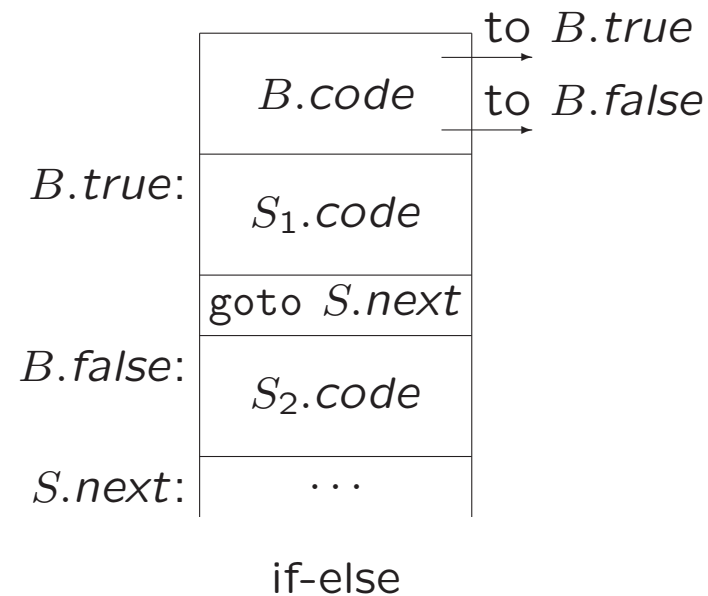 to B.true
B.code
to B.false
B.true:
S₁.code
goto S.next
B.false:
S₂.code
S.next:
...
if-else